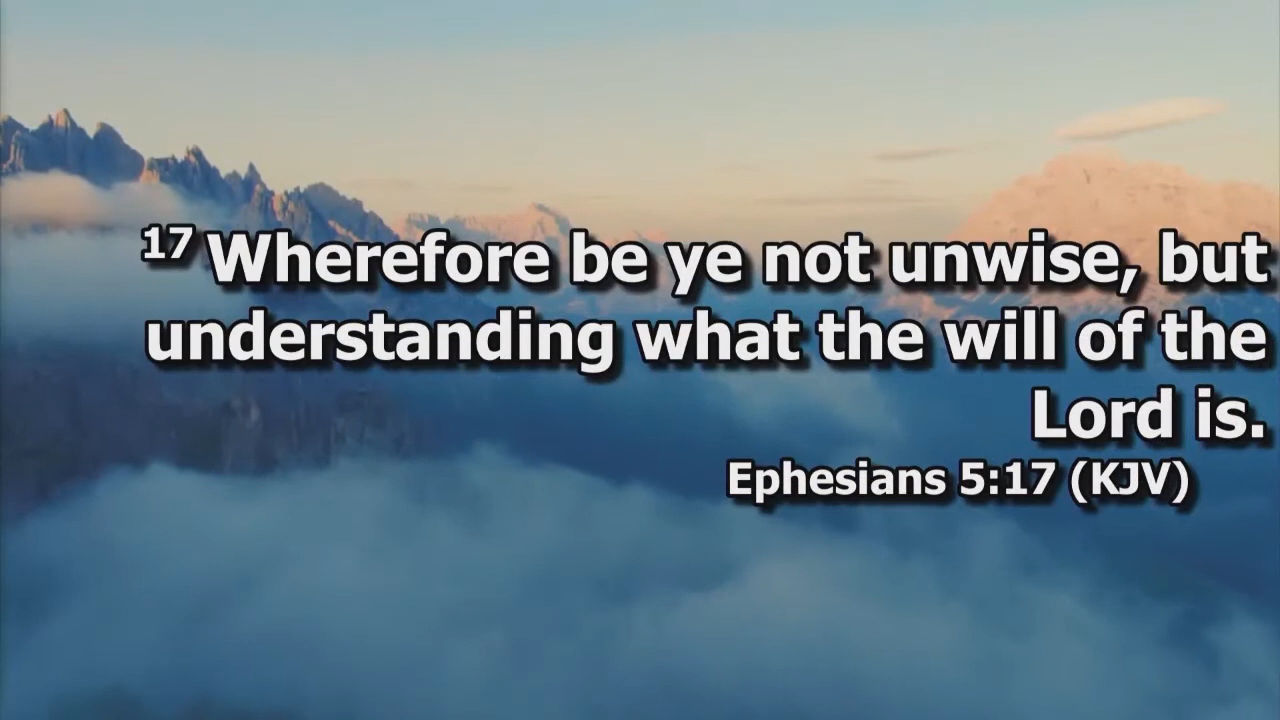 17 Wherefore be ye not unwise, but
understanding what the will of the
Lord is.
Ephesians 5:17 (KJV)